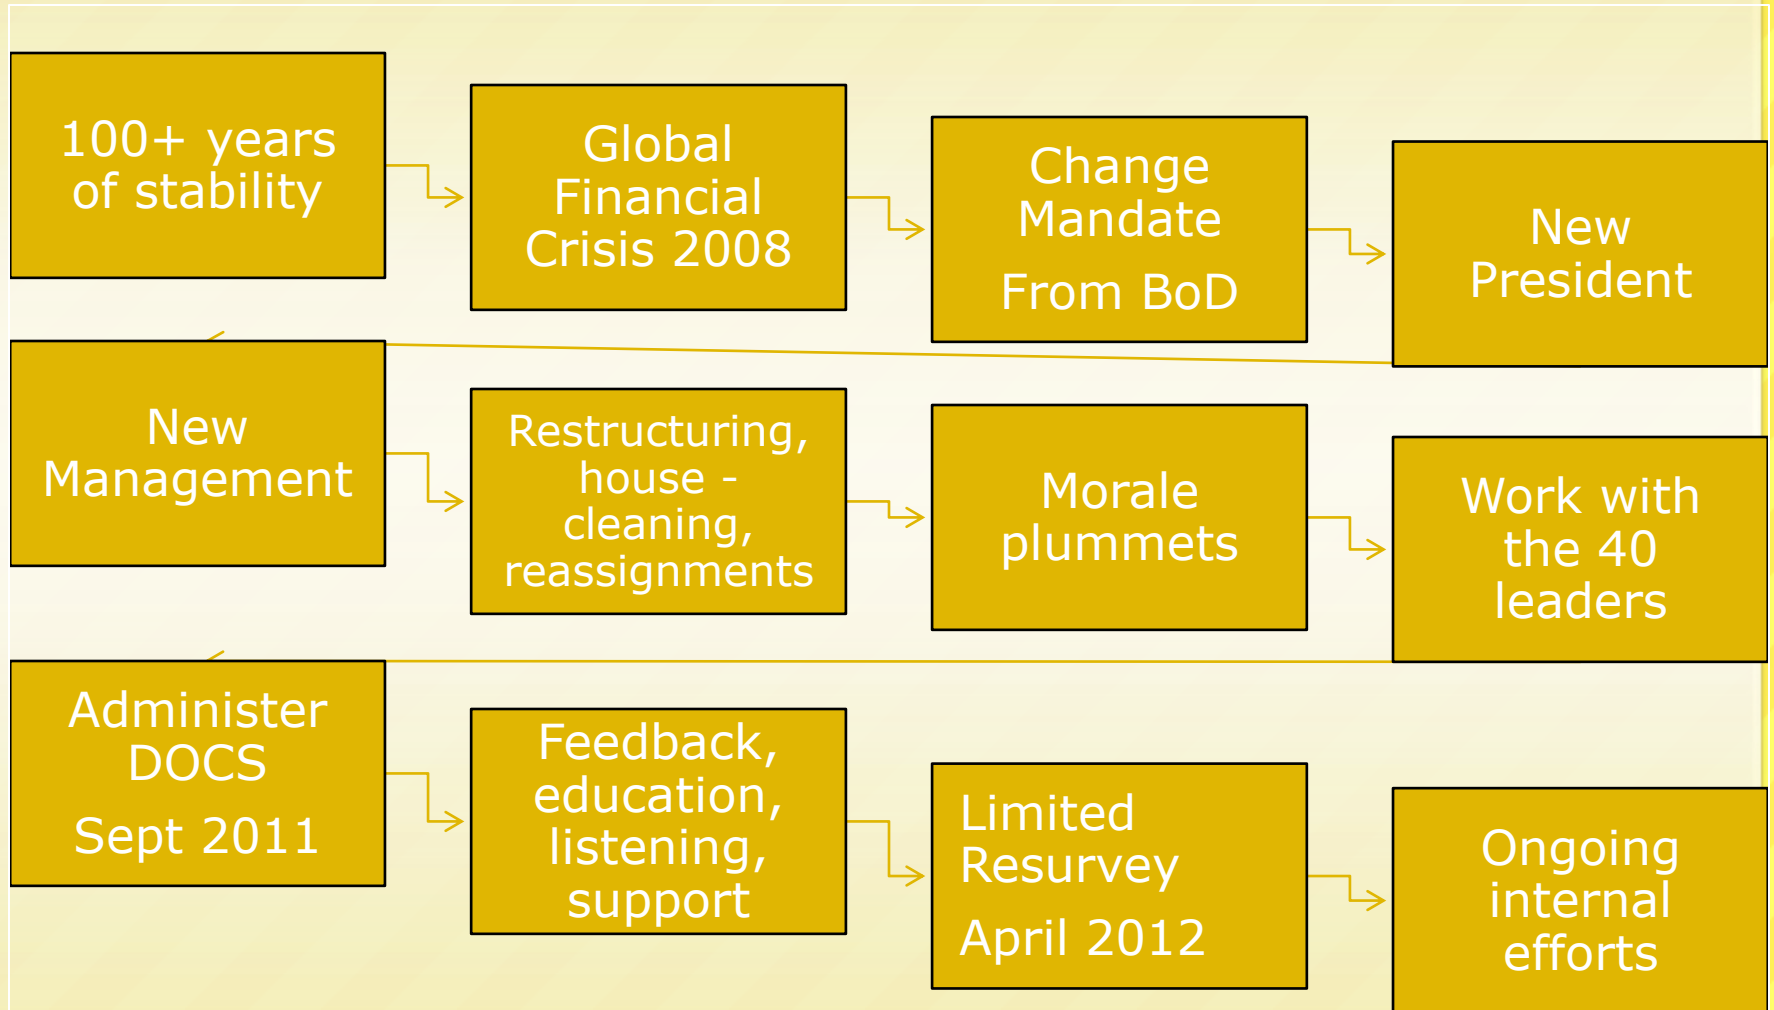 100+ years
of stability
Global
Financial
Crisis 2008
Change
Mandate
From BoD
New
President
New
Management
Restructuring,
house -
cleaning,
reassignments
Morale
plummets
Work with
the 40
leaders
Administer
DOCS
Sept 2011
Feedback,
education,
listening,
support
Limited
Resurvey
April 2012
Ongoing
internal
efforts